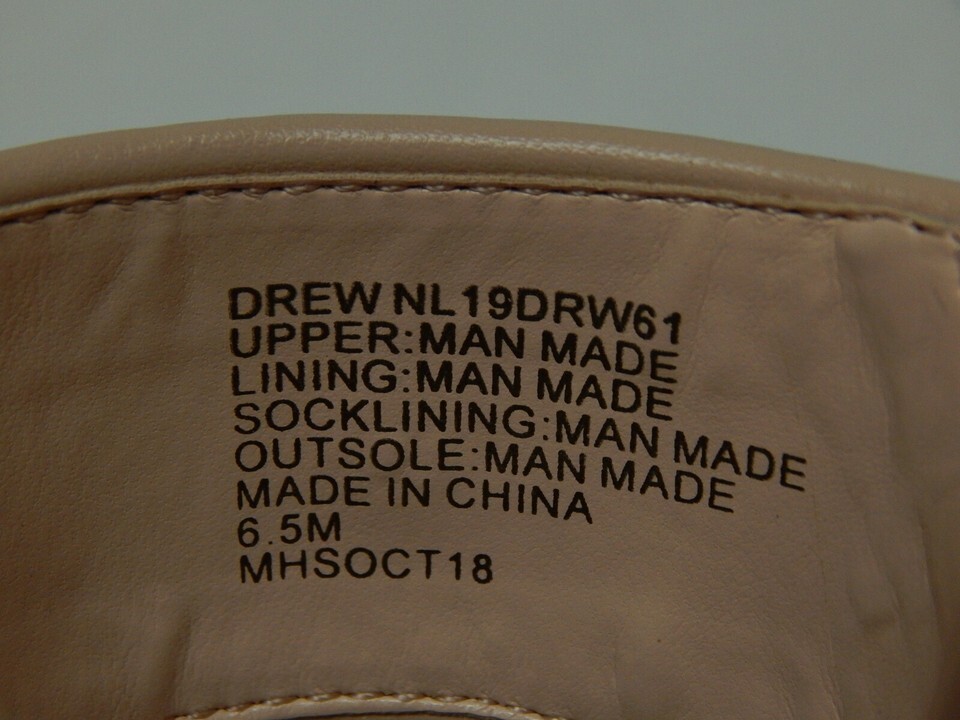 DREW NL19DRW61
UPPER:MAN MADE
LINING:MAN MADE
SOCKLINING:MAN MADE
OUTSOLE:MAN MADE
MADE IN CHINA
6.5M
MHSOCT18